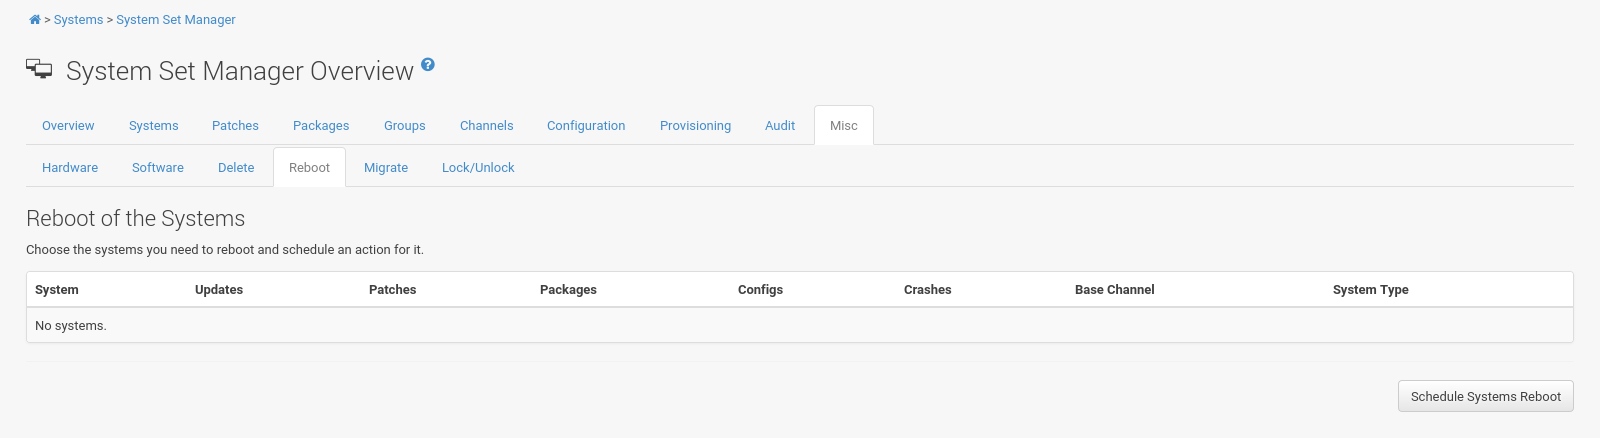 > Systems > System Set Manager
System Set Manager Overview ?
Overview Systems Patches Packages Groups Channels Configuration Provisioning Audit Misc
Hardware Software Delete Reboot Migrate Lock/Unlock
Reboot of the Systems
Choose the systems you need to reboot and schedule an action for it.
System Updates Patches Packages Configs Crashes Base Channel System Type
No systems.
Schedule Systems Reboot